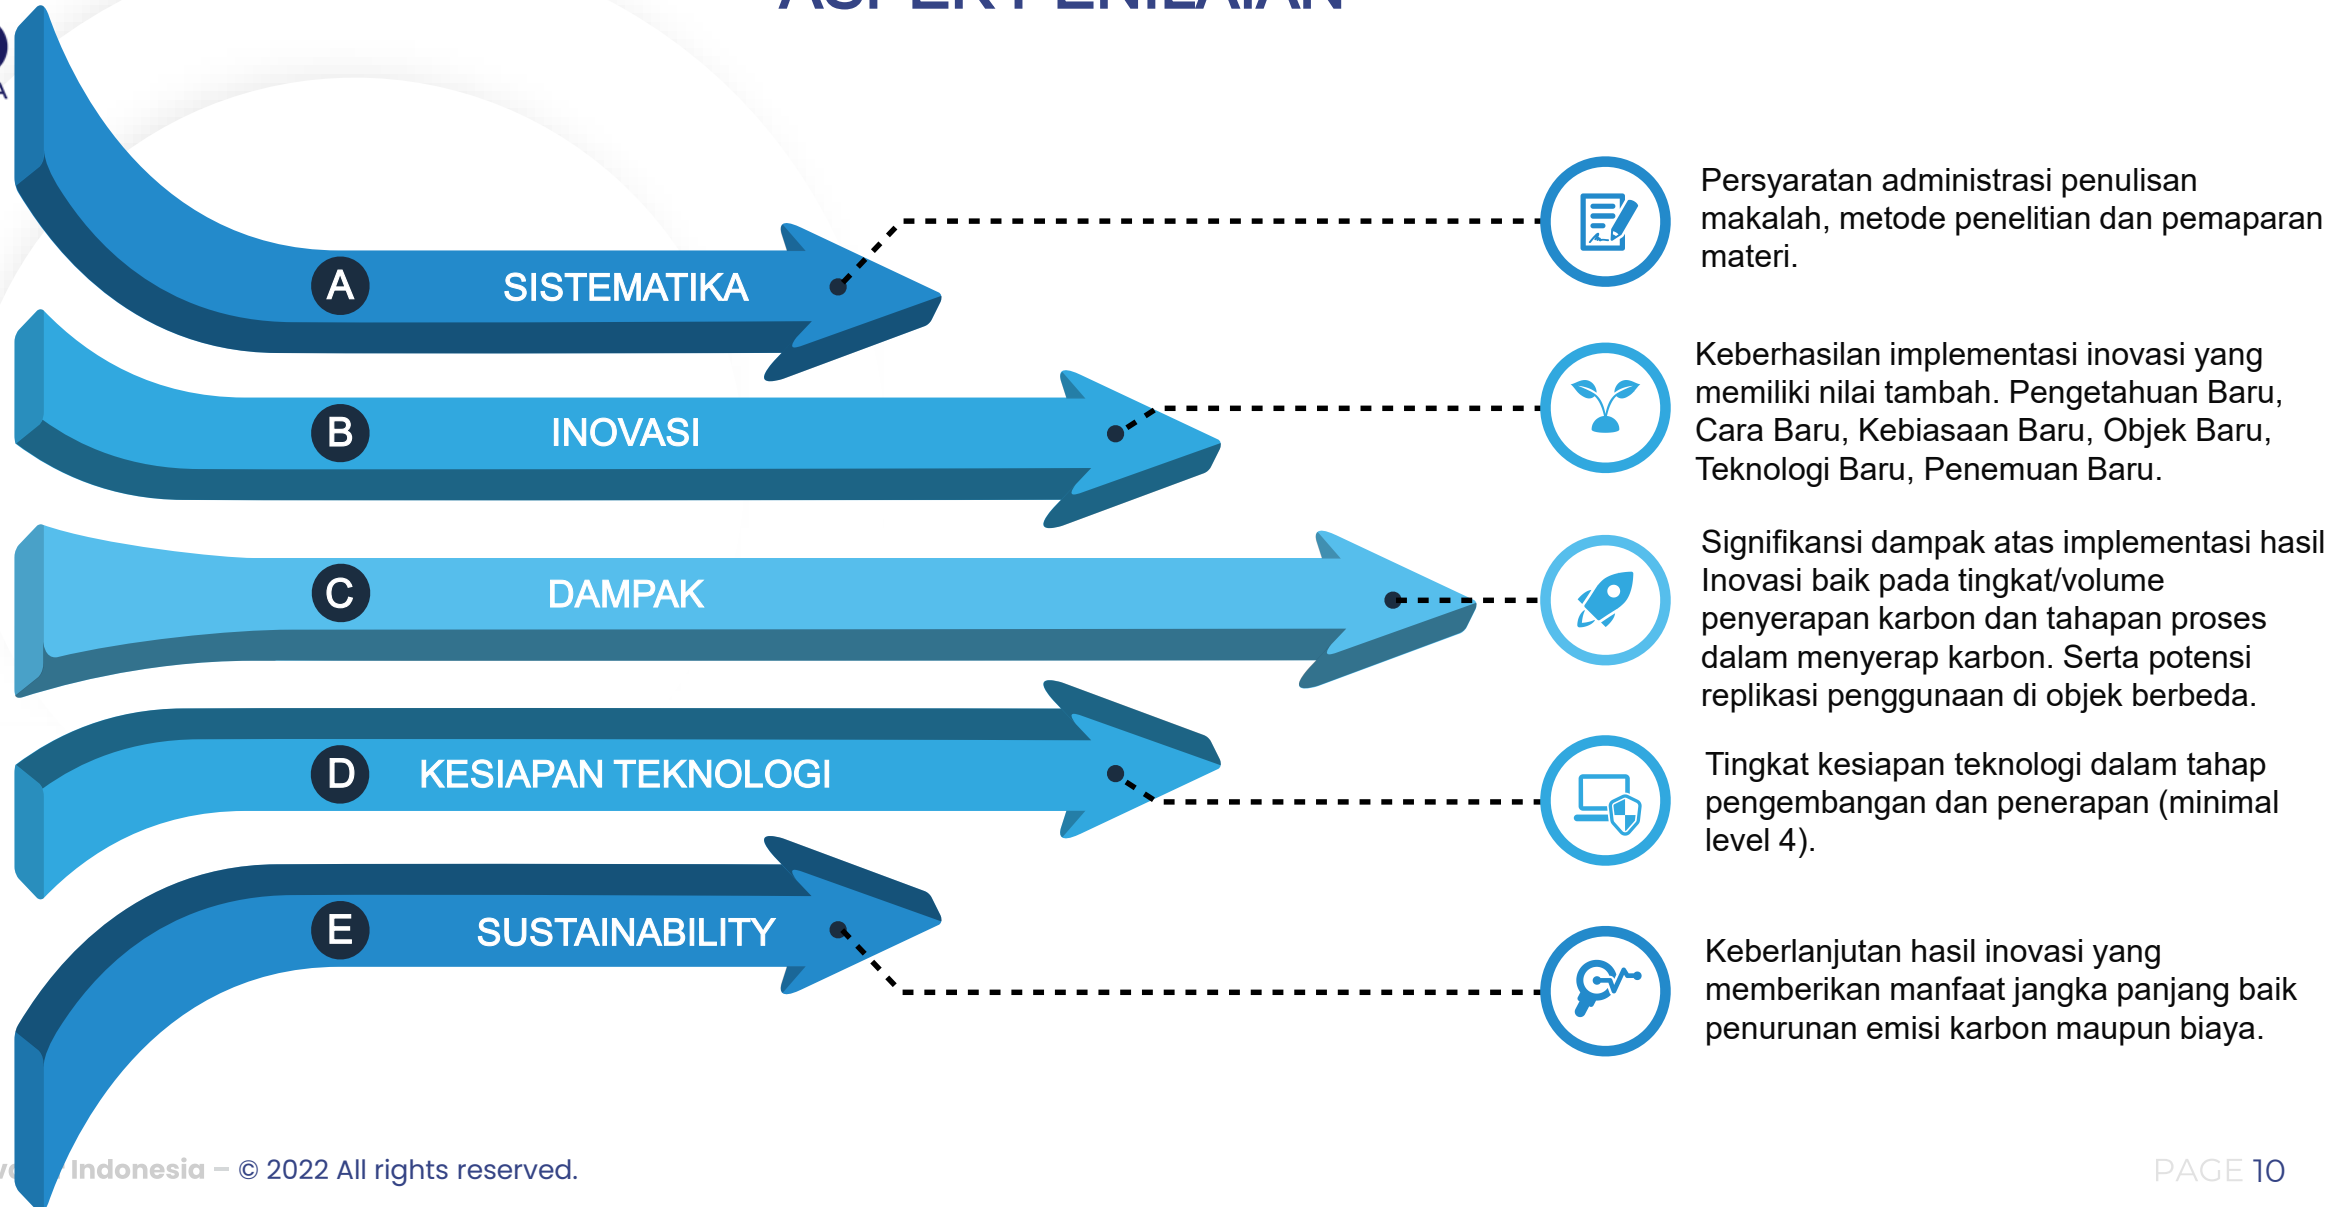 ASPEK PENILAIAN
A
SISTEMATIKA
Persyaratan administrasi penulisan
makalah, metode penelitian dan pemaparan
materi.
B
INOVASI
Keberhasilan implementasi inovasi yang
memiliki nilai tambah. Pengetahuan Baru,
Cara Baru, Kebiasaan Baru, Objek Baru,
Teknologi Baru, Penemuan Baru.
C
DAMPAK
Signifikansi dampak atas implementasi hasil
Inovasi baik pada tingkat/volume
penyerapan karbon dan tahapan proses
dalam menyerap karbon. Serta potensi
replikasi penggunaan di objek berbeda.
D
KESIAPAN TEKNOLOGI
Tingkat kesiapan teknologi dalam tahap
pengembangan dan penerapan (minimal
level 4).
E
SUSTAINABILITY
Keberlanjutan hasil inovasi yang
memberikan manfaat jangka panjang baik
penurunan emisi karbon maupun biaya.
Indonesia – © 2022 All rights reserved.
PAGE 10